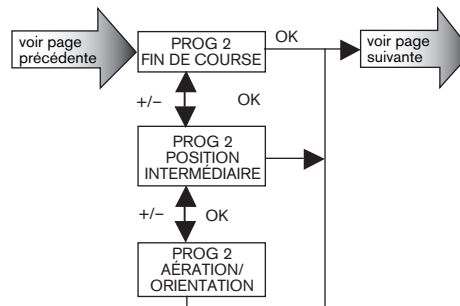 voir page
précédente
PROG 2
FIN DE COURSE
OK
voir page
suivante
+/–
OK
PROG 2
POSITION
INTERMÉDIAIRE
+/–
OK
PROG 2
AÉRATION/
ORIENTATION